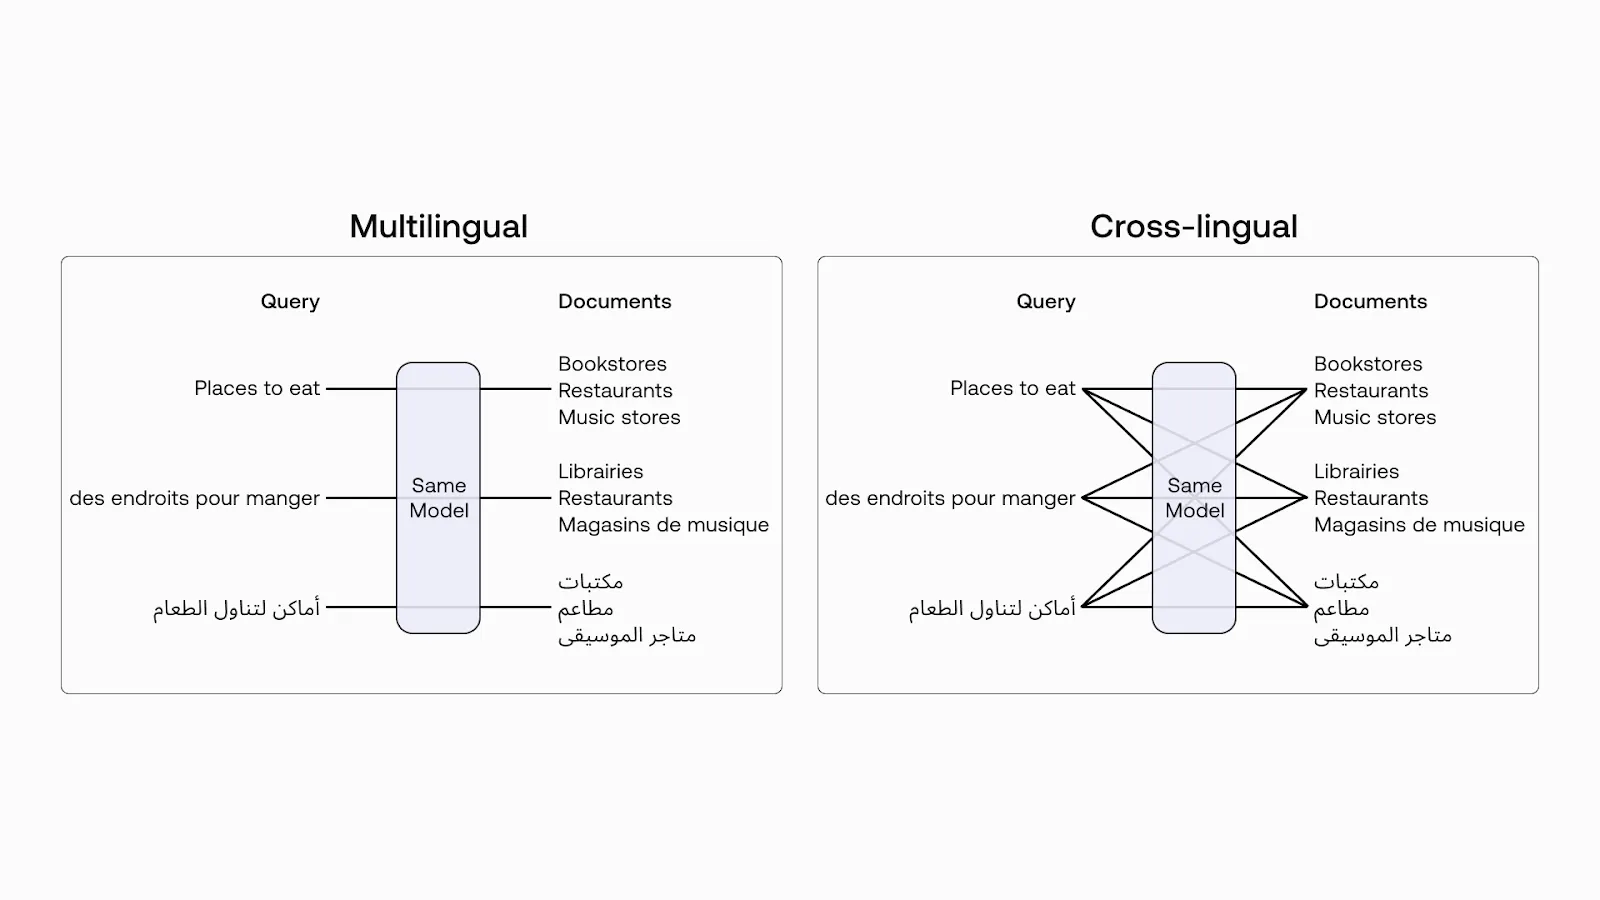 Multilingual
Query
Documents
Places to eat
Same
Model
Bookstores
Restaurants
Music stores
des endroits pour manger
Librairies
Restaurants
Magasins de musique
أماكن لتناول الطعام
مكتبات
مطاعم
متاجر الموسيقى
Cross-lingual
Query
Documents
Places to eat
Same
Model
Bookstores
Restaurants
Music stores
des endroits pour manger
Librairies
Restaurants
Magasins de musique
أماكن لتناول الطعام
مكتبات
مطاعم
متاجر الموسيقى